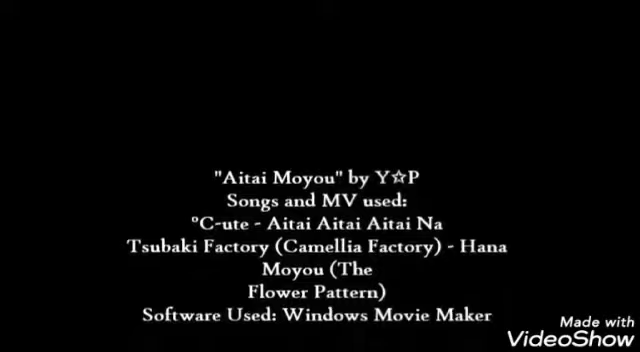 "Aitai Moyou" by Y☆P
Songs and MV used:
°C-ute - Aitai Aitai Aitai Na
Tsubaki Factory (Camellia Factory) - Hana
Moyou (The
Flower Pattern)
Software Used: Windows Movie Maker
Made with
VideoShow